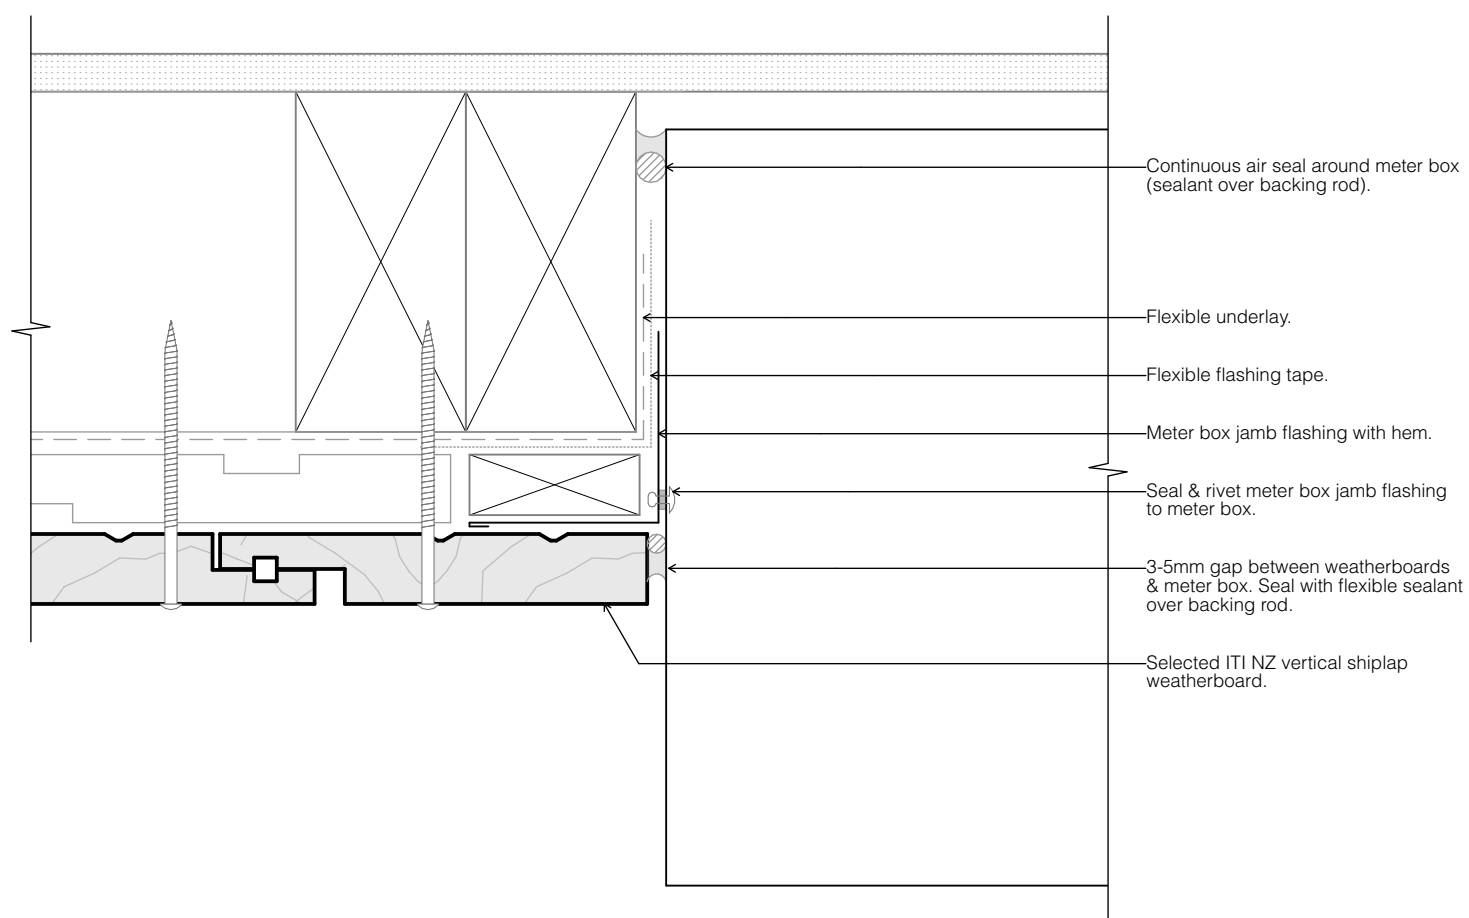 Continuous air seal around meter box
(sealant over backing rod).
Flexible underlay.
Flexible flashing tape.
Meter box jamb flashing with hem.
Seal & rivet meter box jamb flashing
to meter box.
3-5mm gap between weatherboards
& meter box. Seal with flexible sealant
over backing rod.
Selected ITI NZ vertical shiplap
weatherboard.